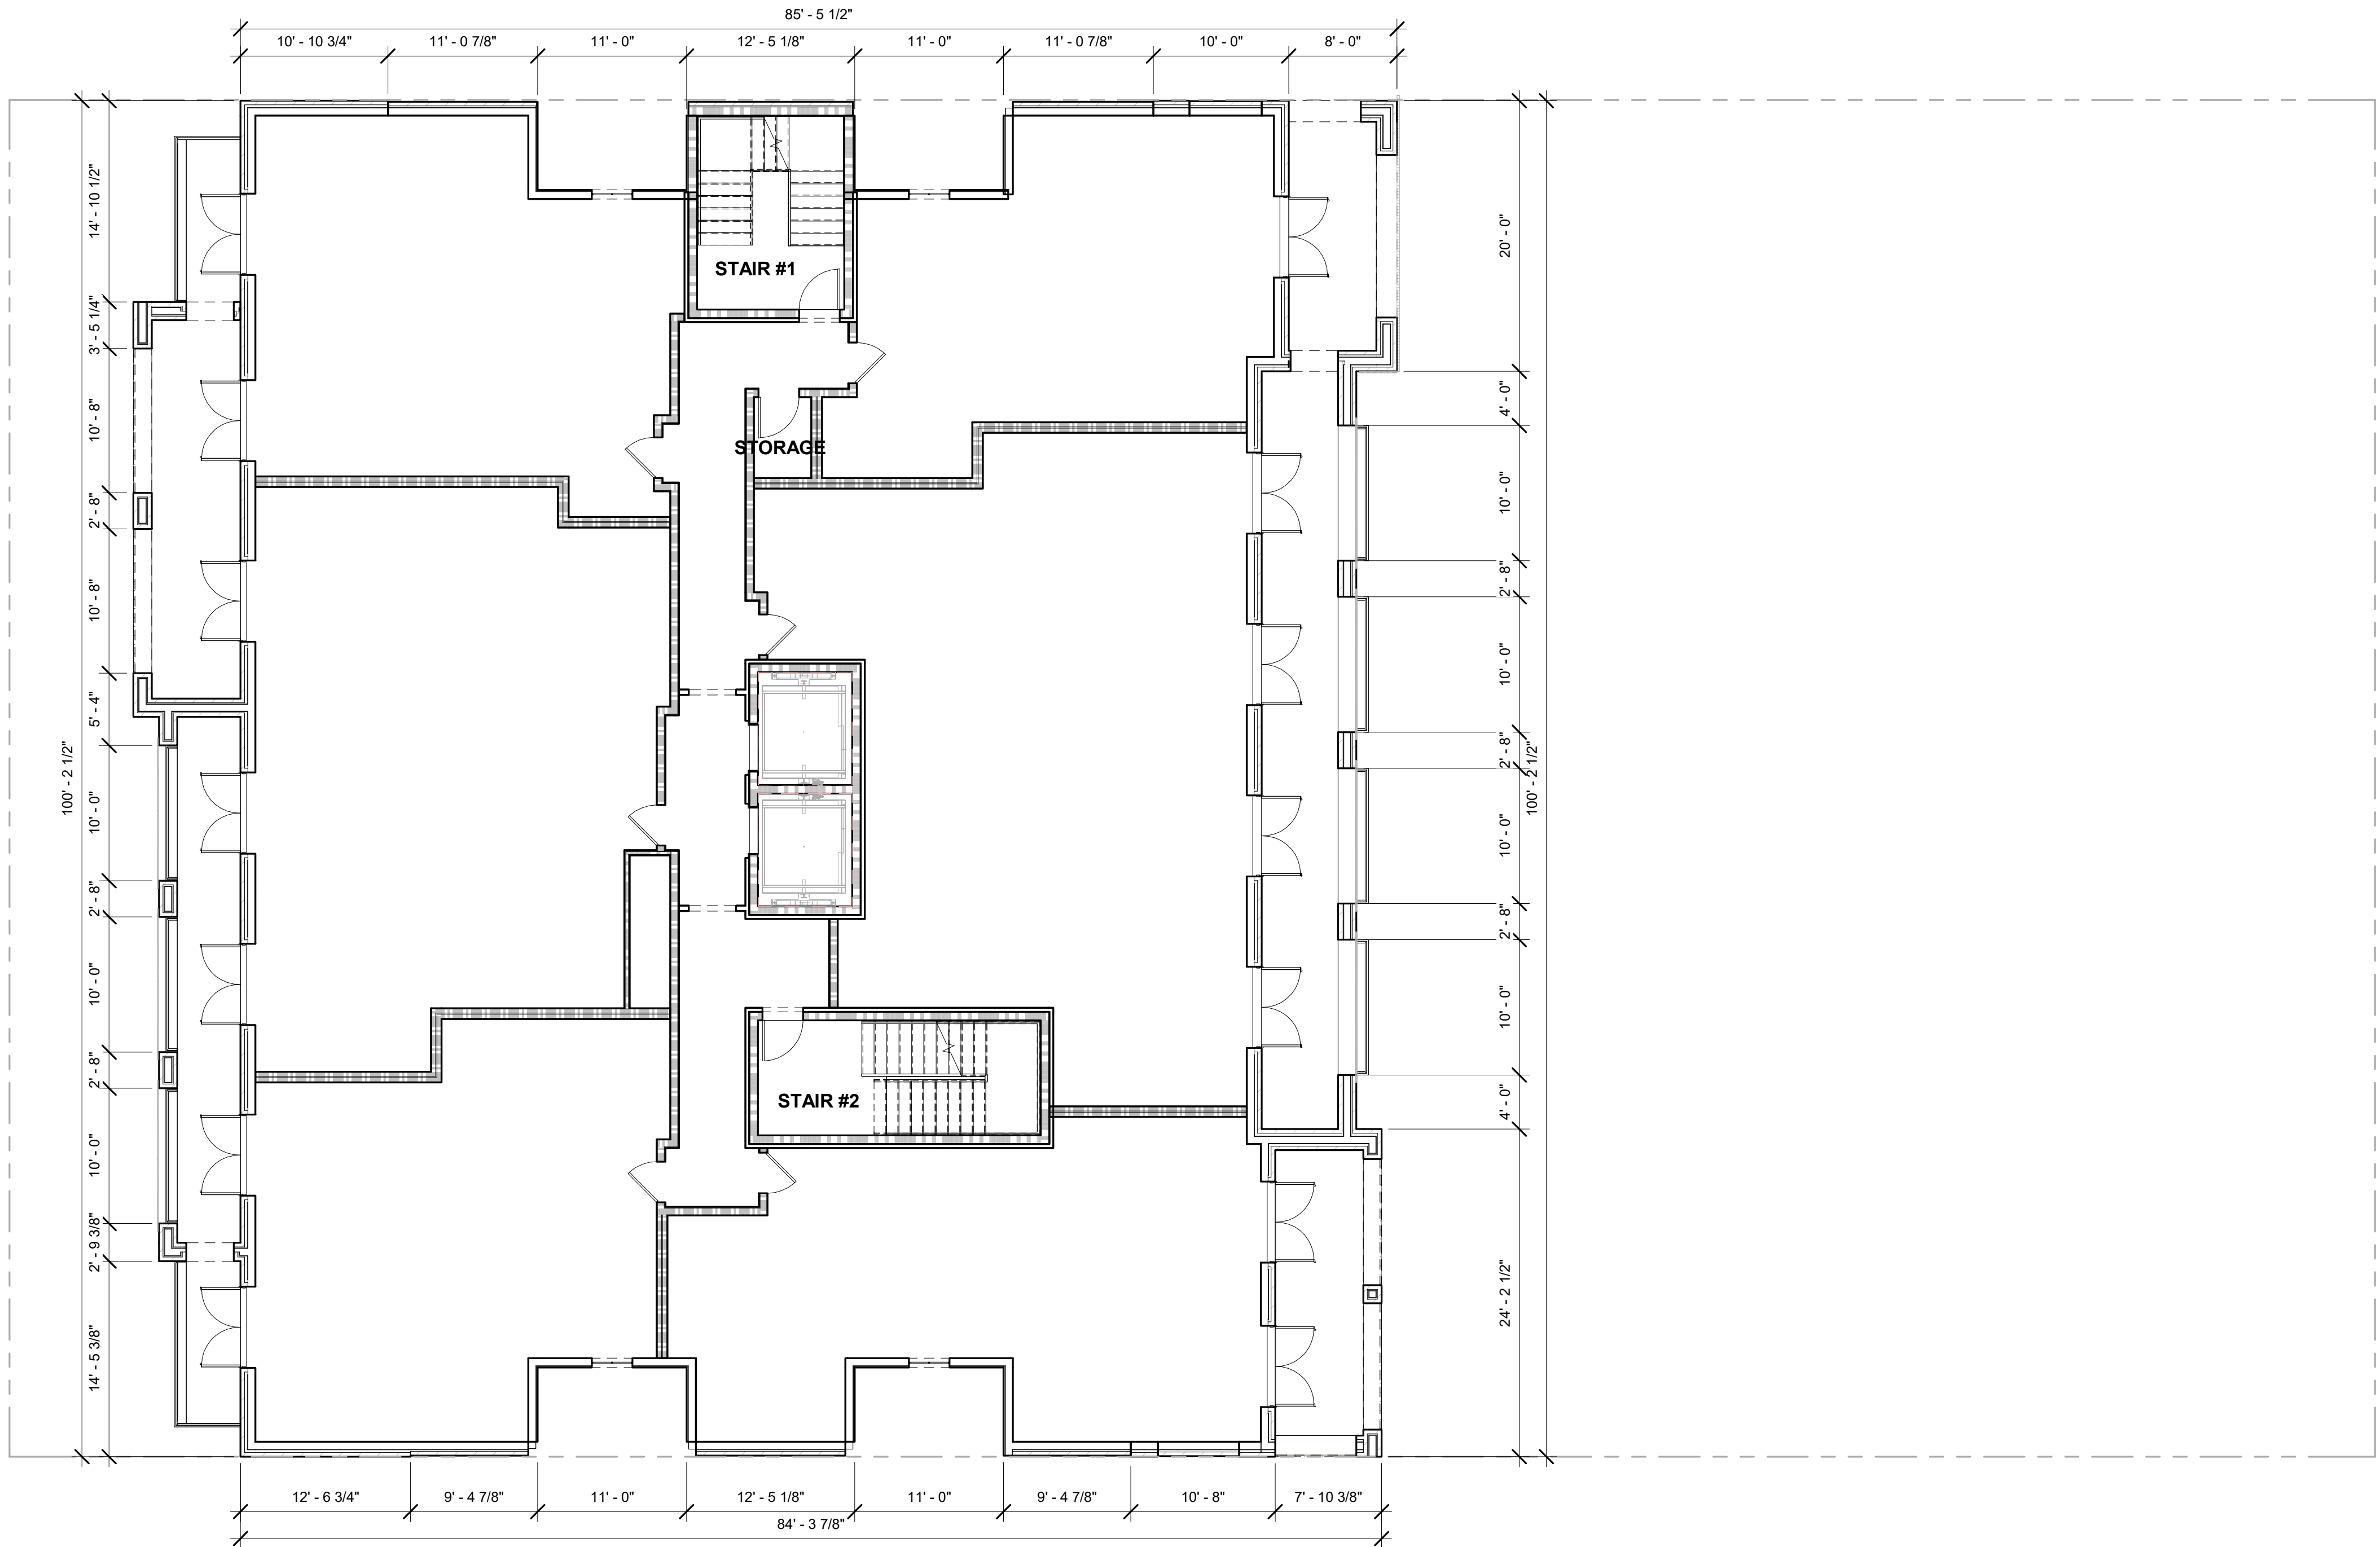 85' - 5 1/2"
10' - 10 3/4"
11' - 0 7/8"
11' - 0"
12' - 5 1/8"
11' - 0"
11' - 0 7/8"
10' - 0"
8' - 0"
100' - 2 1/2"
14' - 10 1/2"
3' - 5 1/4"
10' - 8"
2' - 8"
10' - 8"
5' - 4"
10' - 0"
2' - 8"
10' - 0"
2' - 8"
10' - 0"
2' - 9 3/8"
14' - 5 3/8"
STAIR #1
STORAGE
STAIR #2
20' - 0"
4' - 0"
10' - 0"
2' - 8"
10' - 0"
2' - 8"
10' - 0"
2' - 8"
10' - 0"
4' - 0"
24' - 2 1/2"
100' - 2 1/2"
12' - 6 3/4"
9' - 4 7/8"
11' - 0"
12' - 5 1/8"
11' - 0"
9' - 4 7/8"
10' - 8"
7' - 10 3/8"
84' - 3 7/8"